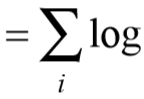 = ∑ log
i